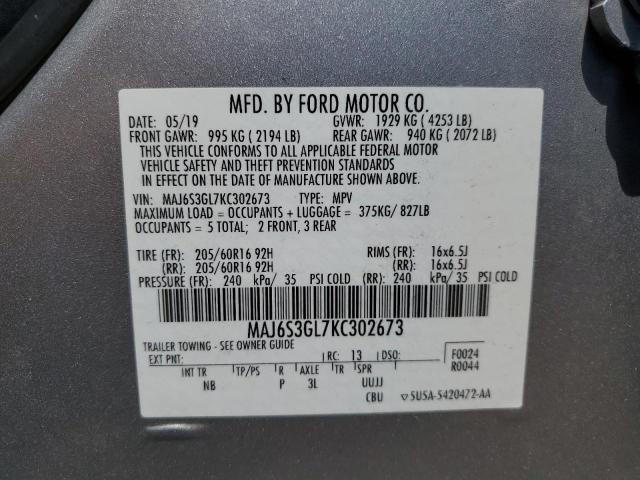 MFD. BY FORD MOTOR CO.
DATE: 05/19 GVWR: 1929 KG ( 4253 LB)
FRONT GAWR: 995 KG ( 2194 LB) REAR GAWR: 940 KG ( 2072 LB)
THIS VEHICLE CONFORMS TO ALL APPLICABLE FEDERAL MOTOR
VEHICLE SAFETY AND THEFT PREVENTION STANDARDS
IN EFFECT ON THE DATE OF MANUFACTURE SHOWN ABOVE.
VIN: MAJ6S3GL7KC302673 TYPE: MPV
MAXIMUM LOAD = OCCUPANTS + LUGGAGE = 375KG/ 827LB
OCCUPANTS = 5 TOTAL; 2 FRONT, 3 REAR
TIRE (FR): 205/60R16 92H RIMS (FR): 16x6.5J
(RR): 205/60R16 92H (RR): 16x6.5J
PRESSURE (FR): 240 kPa/ 35 PSI COLD (RR): 240 kPa/ 35 PSI COLD
MAJ6S3GL7KC302673
TRAILER TOWING - SEE OWNER GUIDE
EXT PNT: RC: 13 DSO: F0024
R0044
INT TR TP/PS R AXLE TR SPR
NB P 3L UUJJ
CBU ▽SU5A-5420472-AA